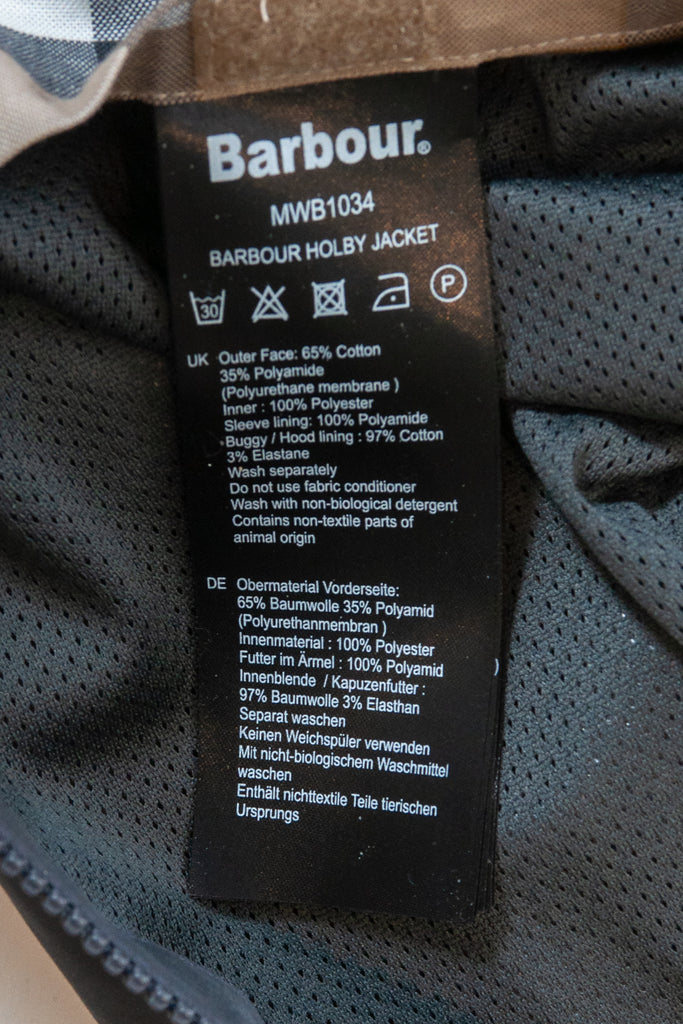 Barbour®
MWB1034
BARBOUR HOLBY JACKET
30
P
UK Outer Face: 65% Cotton
35% Polyamide
(Polyurethane membrane )
Inner : 100% Polyester
Sleeve lining: 100% Polyamide
Buggy / Hood lining : 97% Cotton
3% Elastane
Wash separately
Do not use fabric conditioner
Wash with non-biological detergent
Contains non-textile parts of
animal origin
DE Obermaterial Vorderseite:
65% Baumwolle 35% Polyamid
(Polyurethanmembran )
Innenmaterial : 100% Polyester
Futter im Ärmel : 100% Polyamid
Innenblende / Kapuzenfutter :
97% Baumwolle 3% Elasthan
Separat waschen
Keinen Weichspüler verwenden
Mit nicht-biologischem Waschmittel
waschen
Enthält nichttextile Teile tierischen
Ursprungs